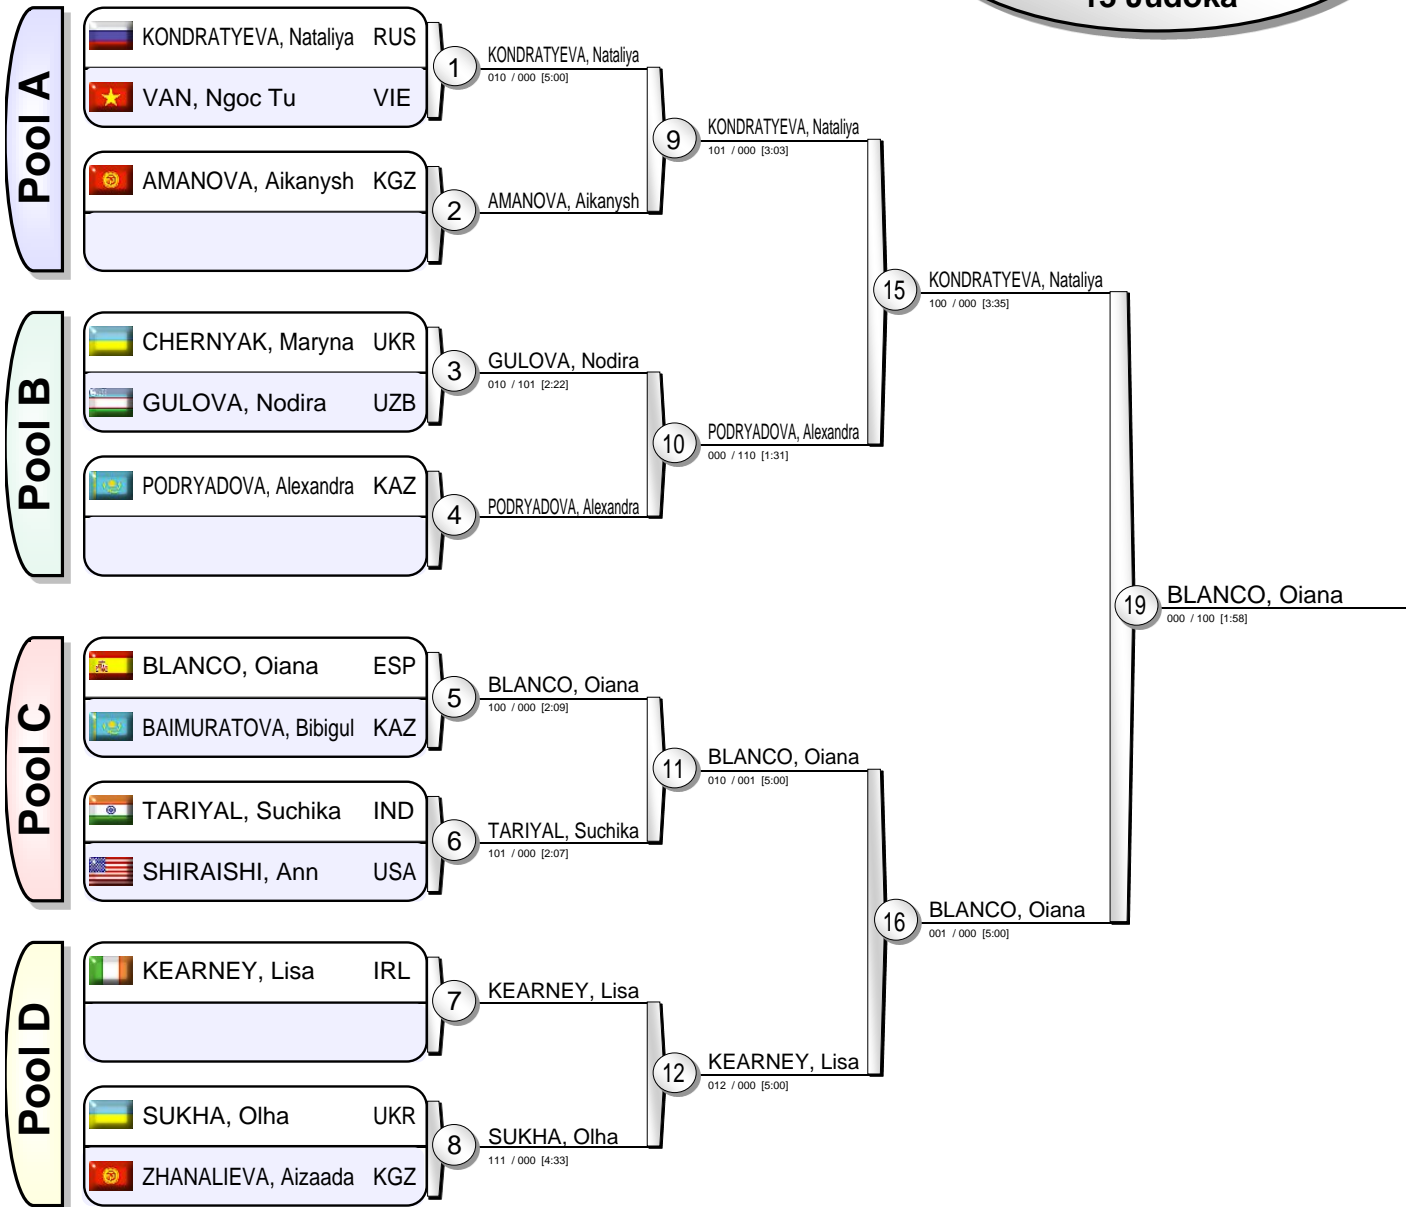 13 Judoka
Pool A
KONDRATYEVA, Nataliya RUS
VAN, Ngoc Tu VIE
1
KONDRATYEVA, Nataliya
010 / 000 [5:00]
AMANOVA, Aikanysh KGZ
2
AMANOVA, Aikanysh
9
KONDRATYEVA, Nataliya
101 / 000 [3:03]
Pool B
CHERNYAK, Maryna UKR
GULOVA, Nodira UZB
3
GULOVA, Nodira
010 / 101 [2:22]
PODRYADOVA, Alexandra KAZ
4
PODRYADOVA, Alexandra
10
PODRYADOVA, Alexandra
000 / 110 [1:31]
15
KONDRATYEVA, Nataliya
100 / 000 [3:35]
Pool C
BLANCO, Oiana ESP
BAIMURATOVA, Bibigul KAZ
5
BLANCO, Oiana
100 / 000 [2:09]
TARIYAL, Suchika IND
SHIRAISHI, Ann USA
6
TARIYAL, Suchika
101 / 000 [2:07]
11
BLANCO, Oiana
010 / 001 [5:00]
Pool D
KEARNEY, Lisa IRL
7
KEARNEY, Lisa
SUKHA, Olha UKR
ZHANALIEVA, Aizaada KGZ
8
SUKHA, Olha
111 / 000 [4:33]
12
KEARNEY, Lisa
012 / 000 [5:00]
16
BLANCO, Oiana
001 / 000 [5:00]
19
BLANCO, Oiana
000 / 100 [1:58]